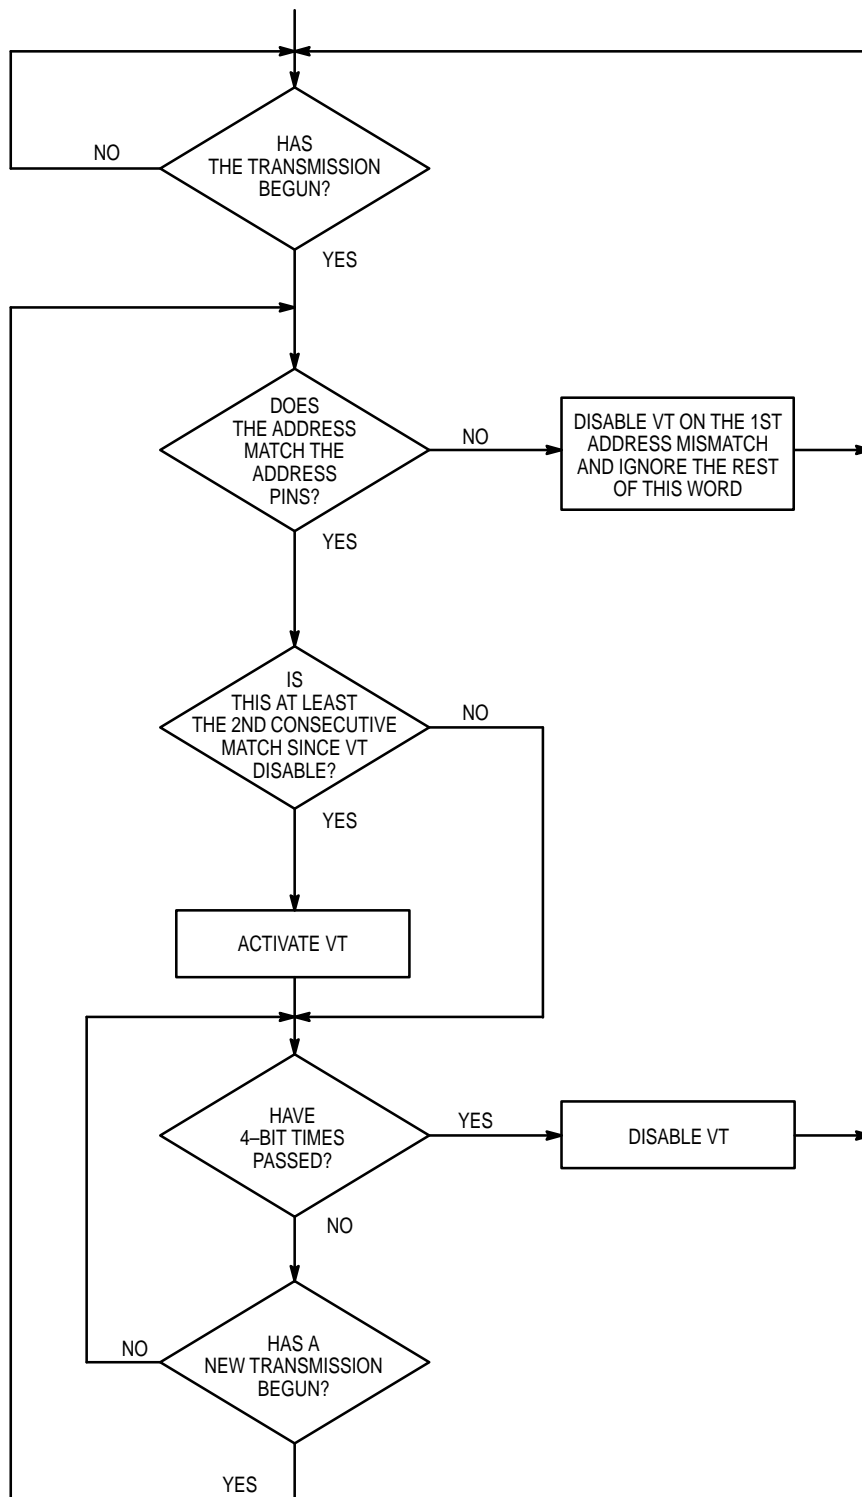 HAS
THE TRANSMISSION
BEGUN?
NO
YES
DOES
THE ADDRESS
MATCH THE
ADDRESS
PINS?
NO
DISABLE VT ON THE 1ST
ADDRESS MISMATCH
AND IGNORE THE REST
OF THIS WORD
YES
IS
THIS AT LEAST
THE 2ND CONSECUTIVE
MATCH SINCE VT
DISABLE?
NO
YES
ACTIVATE VT
HAVE
4–BIT TIMES
PASSED?
YES
DISABLE VT
NO
HAS A
NEW TRANSMISSION
BEGUN?
NO
YES